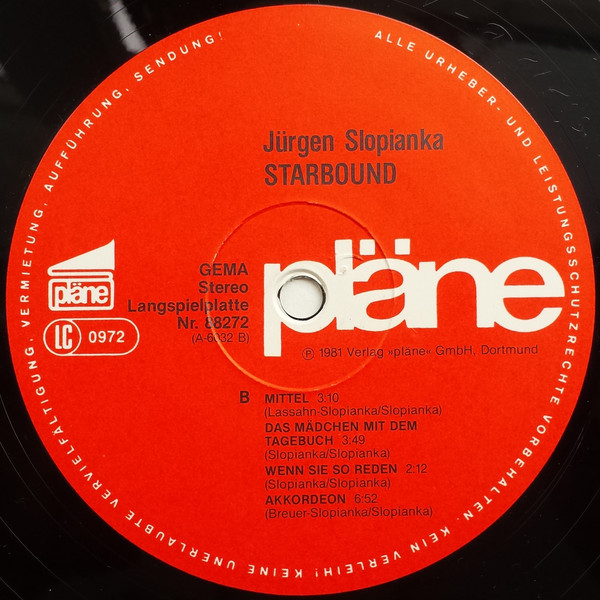 ALLE URHEBER- UND LEISTUNGSSCHUTZRECHTE VORBEHALTEN. KEIN VERLEIH! KEINE UNERLAUBTE VERVIELFÄLTIGUNG, VERMIETUNG, AUFFÜHRUNG, SENDUNG!
Jürgen Slopianka
STARBOUND
pläne
LC 0972
GEMA
Stereo
Langspielplatte
Nr. 88272
(A-6032 B)
pläne
℗ 1981 Verlag »pläne« GmbH, Dortmund
B MITTEL 3:10
(Lassahn-Slopianka/Slopianka)
DAS MÄDCHEN MIT DEM
TAGEBUCH 3:49
(Slopianka/Slopianka)
WENN SIE SO REDEN 2:12
(Slopianka/Slopianka)
AKKORDEON 6:52
(Breuer-Slopianka/Slopianka)